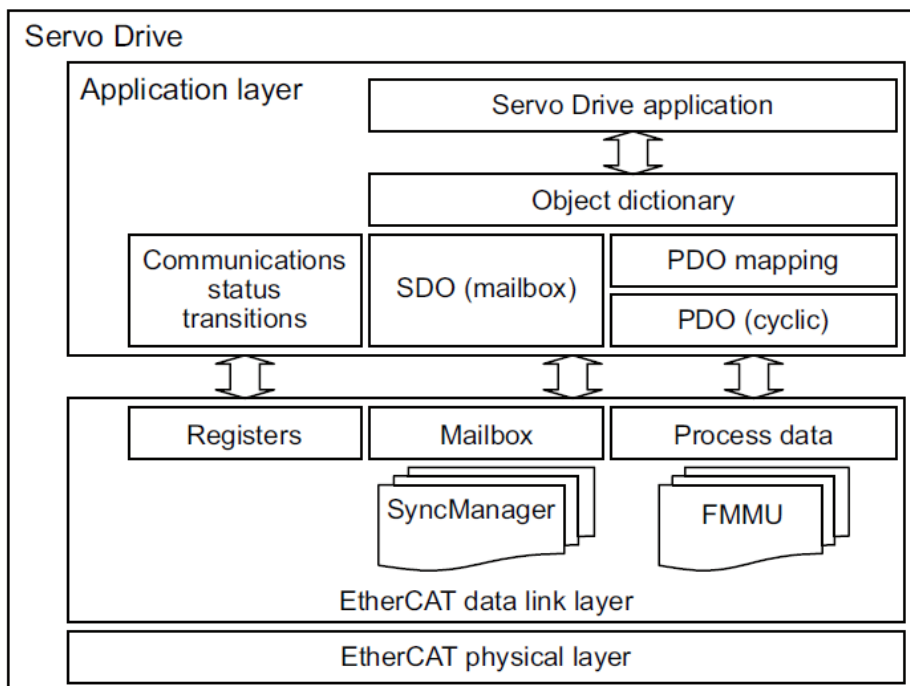 Servo Drive
Application layer
Servo Drive application
Object dictionary
Communications
status
transitions
SDO (mailbox)
PDO mapping
PDO (cyclic)
Registers
Mailbox
Process data
SyncManager
FMMU
EtherCAT data link layer
EtherCAT physical layer